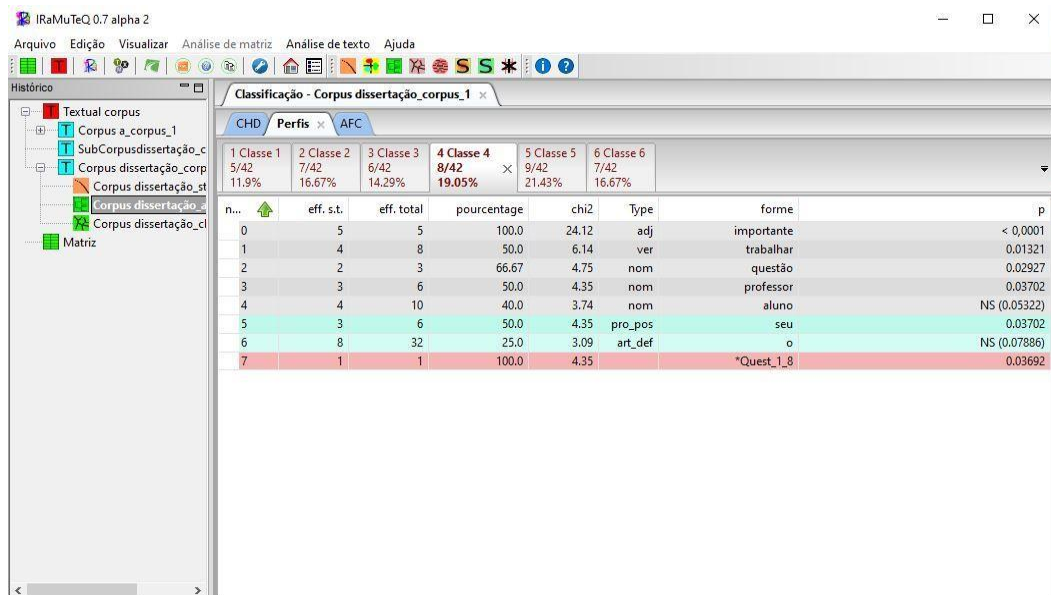 IRaMuTeQ 0.7 alpha 2
Arquivo Edição Visualizar Análise de matriz Análise de texto Ajuda
Histórico
Textual corpus
Corpus a_corpus_1
SubCorpusdissertação_c
Corpus dissertação_corp
Corpus dissertação_st
Corpus dissertação_a
Corpus dissertação_cl
Matriz
Classificação - Corpus dissertação_corpus_1
CHD Perfis AFC
1 Classe 1 2 Classe 2 3 Classe 3 4 Classe 4 5 Classe 5 6 Classe 6
5/42 7/42 6/42 8/42 9/42 7/42
11.9% 16.67% 14.29% 19.05% 21.43% 16.67%
n... eff. s.t. eff. total pourcentage chi2 Type forme p
0 5 5 100.0 24.12 adj importante < 0,0001
1 4 8 50.0 6.14 ver trabalhar 0.01321
2 2 3 66.67 4.75 nom questão 0.02927
3 3 6 50.0 4.35 nom professor 0.03702
4 4 10 40.0 3.74 nom aluno NS (0.05322)
5 3 6 50.0 4.35 pro_pos seu 0.03702
6 8 32 25.0 3.09 art_def o NS (0.07886)
7 1 1 100.0 4.35 *Quest_1_8 0.03692